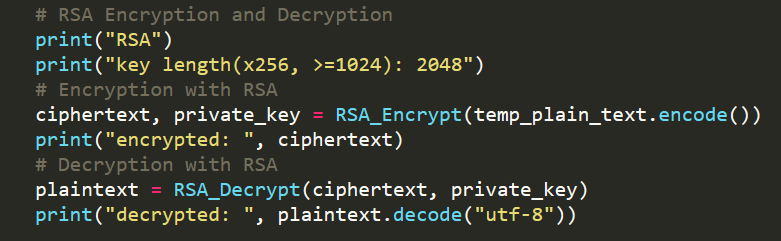 # RSA Encryption and Decryption
print("RSA")
print("key length(x256, >=1024): 2048")
# Encryption with RSA
ciphertext, private_key = RSA_Encrypt(temp_plain_text.encode())
print("encrypted: ", ciphertext)
# Decryption with RSA
plaintext = RSA_Decrypt(ciphertext, private_key)
print("decrypted: ", plaintext.decode("utf-8"))